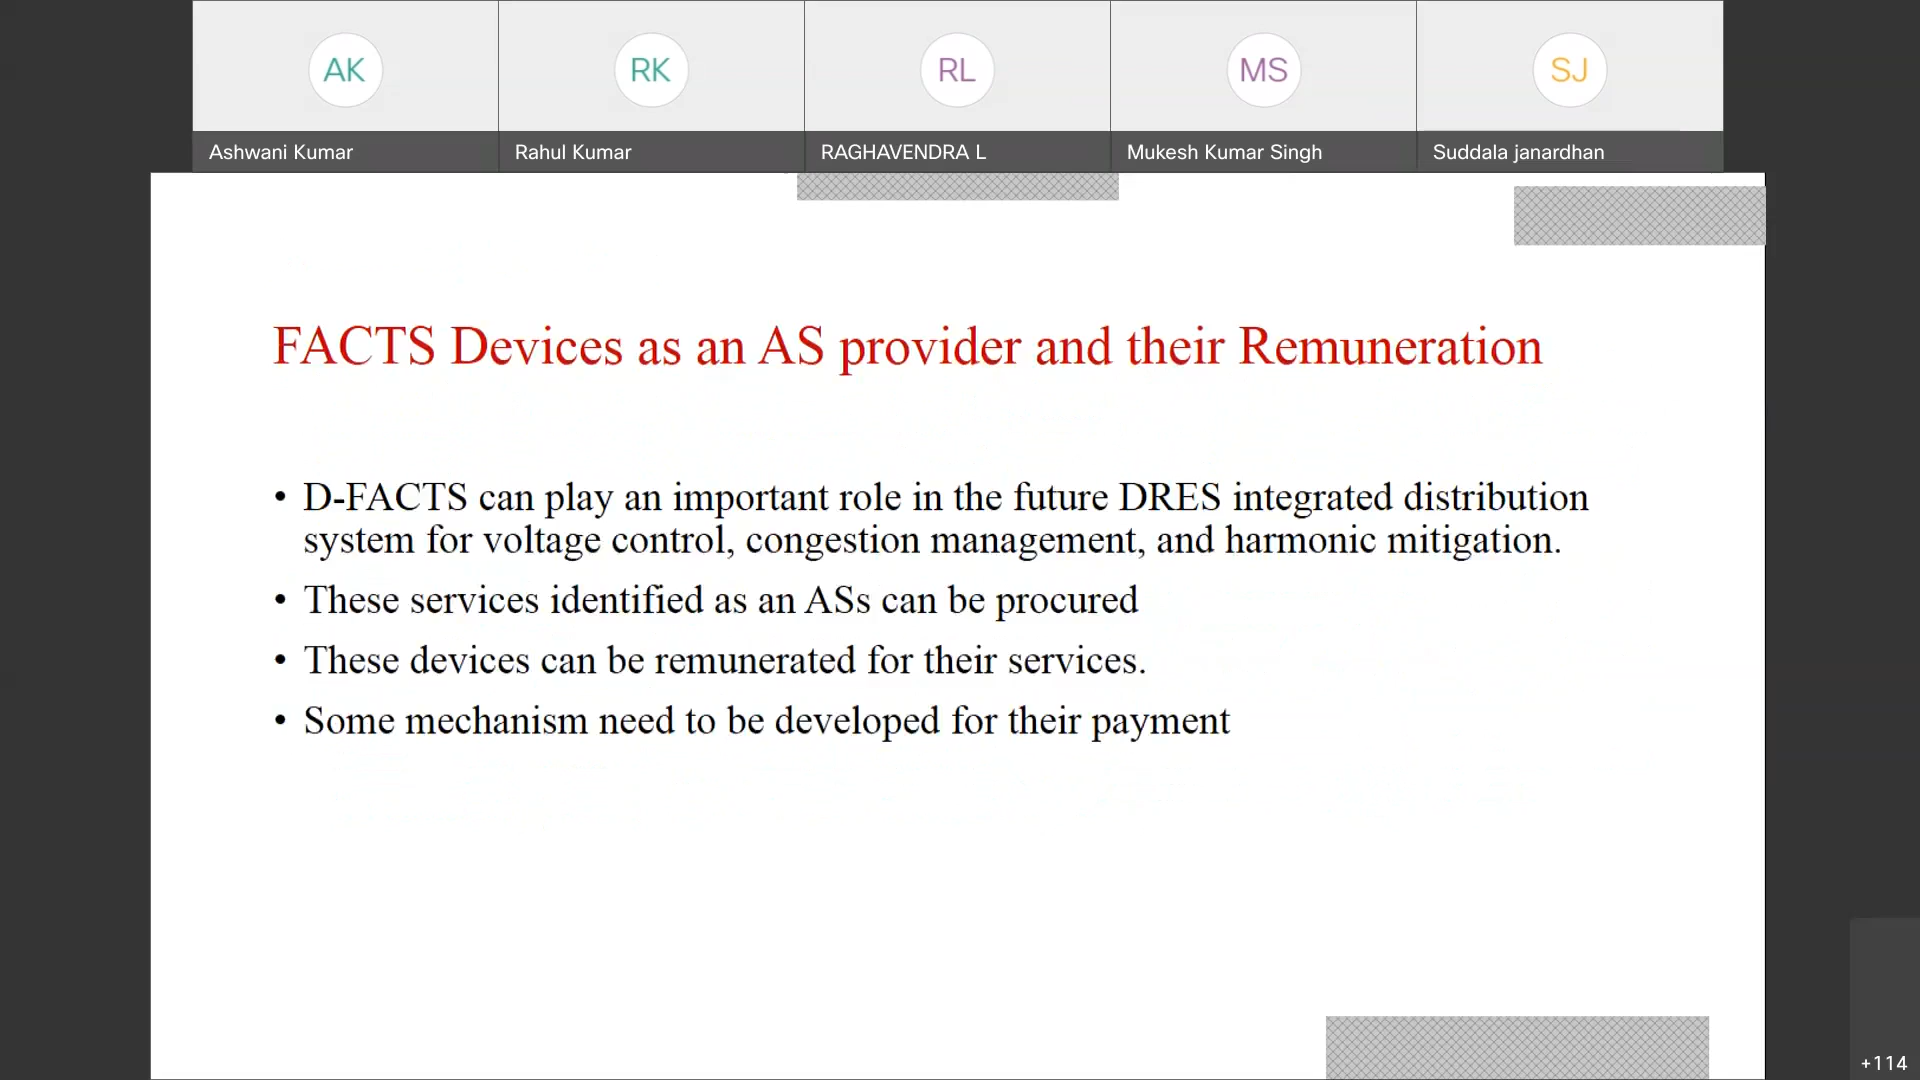 AK
RK
RL
MS
SJ
Ashwani Kumar
Rahul Kumar
RAGHAVENDRA L
Mukesh Kumar Singh
Suddala janardhan
FACTS Devices as an AS provider and their Remuneration
• D-FACTS can play an important role in the future DRES integrated distribution
system for voltage control, congestion management, and harmonic mitigation.
• These services identified as an ASs can be procured
• These devices can be remunerated for their services.
• Some mechanism need to be developed for their payment
+114